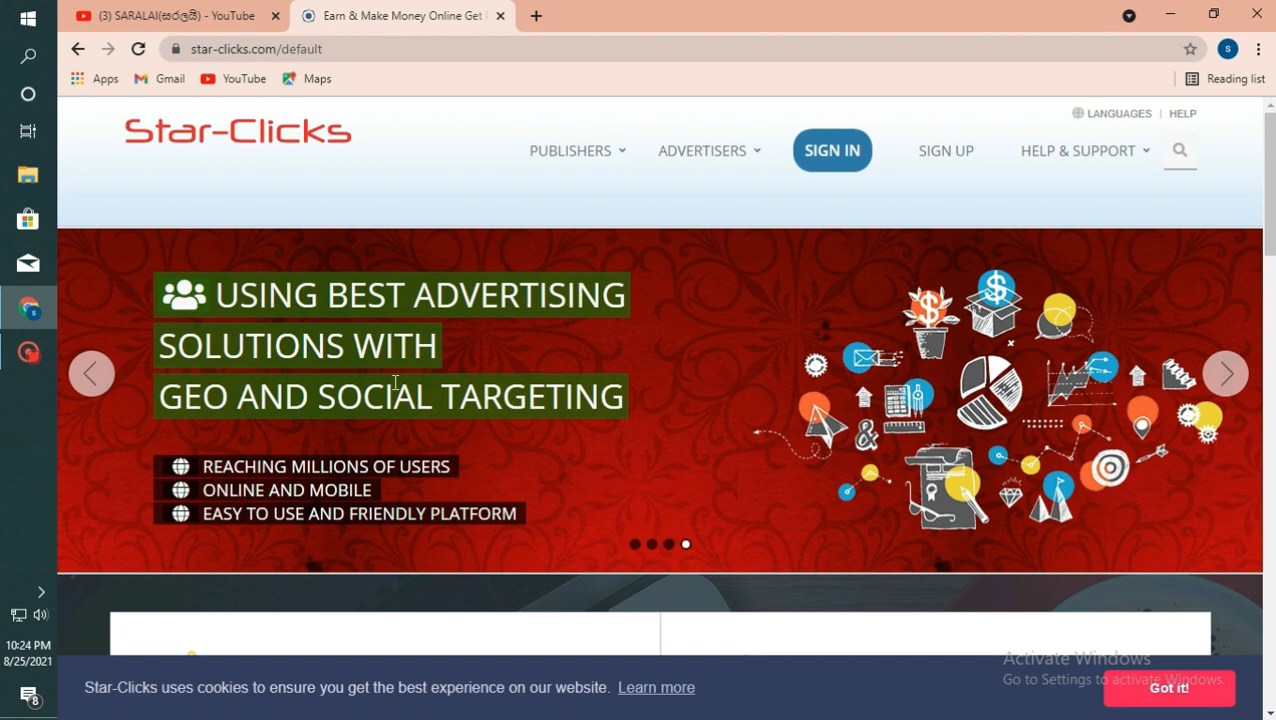 (3) SARALAI(සරලයි) - YouTube
Earn & Make Money Online Get
star-clicks.com/default
S
Apps
Gmail
YouTube
Maps
Reading list
LANGUAGES | HELP
Star-Clicks
PUBLISHERS
ADVERTISERS
SIGN IN
SIGN UP
HELP & SUPPORT
USING BEST ADVERTISING
SOLUTIONS WITH
GEO AND SOCIAL TARGETING
REACHING MILLIONS OF USERS
ONLINE AND MOBILE
EASY TO USE AND FRIENDLY PLATFORM
Star-Clicks uses cookies to ensure you get the best experience on our website. Learn more
Got it!
Activate Windows
Go to Settings to activate Windows.
10:24 PM
8/25/2021
8